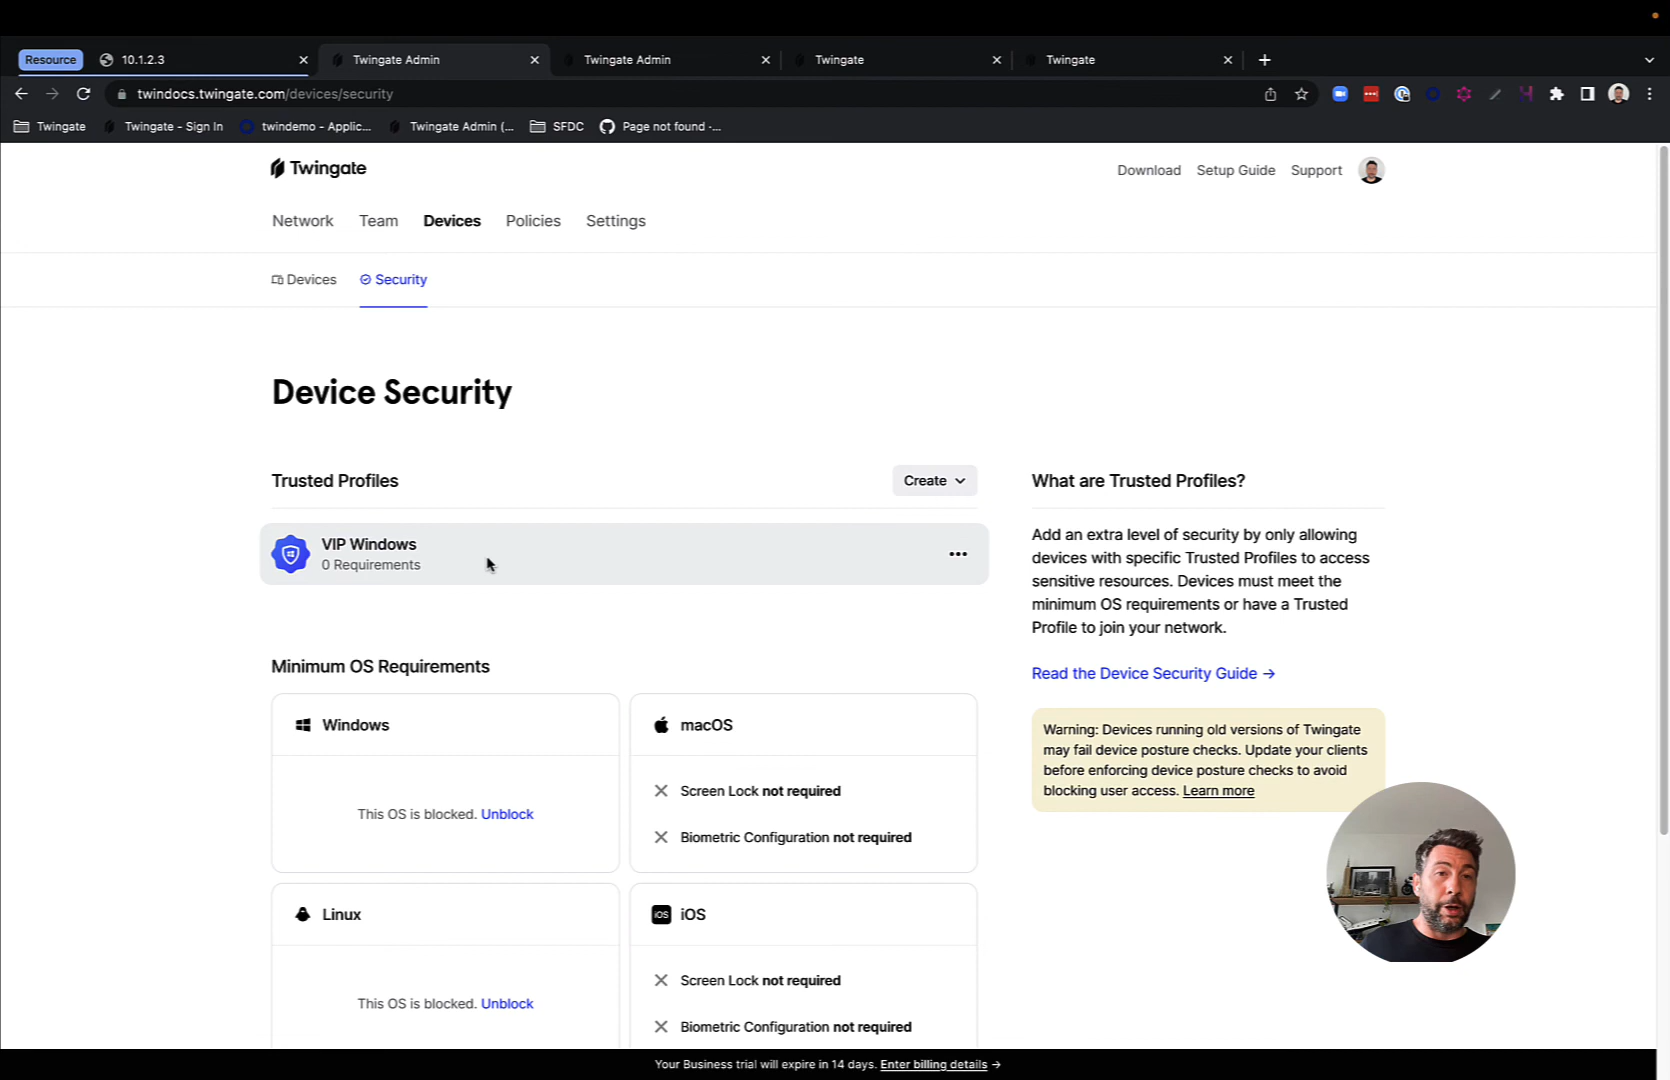 Resource
10.1.2.3
Twingate Admin
Twingate Admin
Twingate
Twingate
twindocs.twingate.com/devices/security
Twingate
Twingate - Sign In
twindemo - Applic...
Twingate Admin (...
SFDC
Page not found ·...
Twingate
Download
Setup Guide
Support
Network
Team
Devices
Policies
Settings
Devices
Security
Device Security
Trusted Profiles
Create
VIP Windows
0 Requirements
What are Trusted Profiles?
Add an extra level of security by only allowing
devices with specific Trusted Profiles to access
sensitive resources. Devices must meet the
minimum OS requirements or have a Trusted
Profile to join your network.
Read the Device Security Guide →
Warning: Devices running old versions of Twingate
may fail device posture checks. Update your clients
before enforcing device posture checks to avoid
blocking user access. Learn more
Minimum OS Requirements
Windows
This OS is blocked. Unblock
macOS
Screen Lock not required
Biometric Configuration not required
Linux
This OS is blocked. Unblock
iOS
iOS
Screen Lock not required
Biometric Configuration not required
Your Business trial will expire in 14 days. Enter billing details →